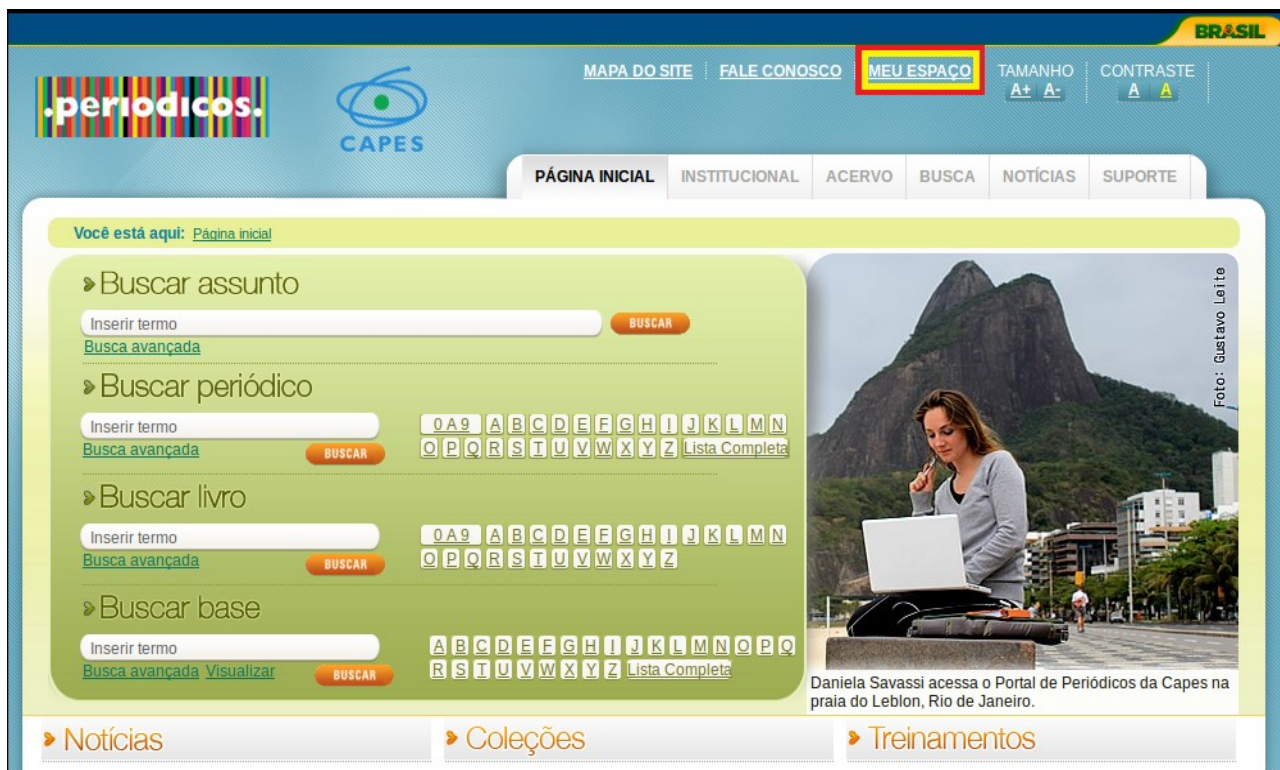 BRASIL
MAPA DO SITE FALE CONOSCO MEU ESPAÇO TAMANHO CONTRASTE
A+ A- A A
.periodicos.
CAPES
PÁGINA INICIAL INSTITUCIONAL ACERVO BUSCA NOTÍCIAS SUPORTE
Você está aqui: Página inicial
Buscar assunto
Inserir termo BUSCAR
Busca avançada
Buscar periódico
Inserir termo 0 A 9 A B C D E F G H I J K L M N
Busca avançada BUSCAR O P Q R S T U V W X Y Z Lista Completa
Buscar livro
Inserir termo 0 A 9 A B C D E F G H I J K L M N
Busca avançada BUSCAR O P Q R S T U V W X Y Z
Buscar base
Inserir termo A B C D E F G H I J K L M N O P Q
Busca avançada Visualizar BUSCAR R S T U V W X Y Z Lista Completa
Foto: Gustavo Leite
Daniela Savassi acessa o Portal de Periódicos da Capes na
praia do Leblon, Rio de Janeiro.
Notícias Coleções Treinamentos